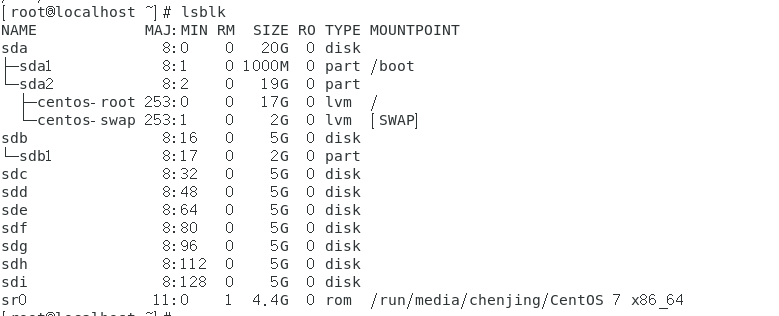 [root@localhost ~]# lsblk
NAME            MAJ:MIN RM  SIZE RO TYPE MOUNTPOINT
sda               8:0    0   20G  0 disk
├─sda1            8:1    0 1000M  0 part /boot
└─sda2            8:2    0   19G  0 part
  ├─centos-root 253:0    0   17G  0 lvm  /
  └─centos-swap 253:1    0    2G  0 lvm  [SWAP]
sdb               8:16   0    5G  0 disk
└─sdb1            8:17   0    2G  0 part
sdc               8:32   0    5G  0 disk
sdd               8:48   0    5G  0 disk
sde               8:64   0    5G  0 disk
sdf               8:80   0    5G  0 disk
sdg               8:96   0    5G  0 disk
sdh               8:112  0    5G  0 disk
sdi               8:128  0    5G  0 disk
sr0              11:0    1  4.4G  0 rom  /run/media/chenjing/CentOS 7 x86_64
[root@localhost ~]#